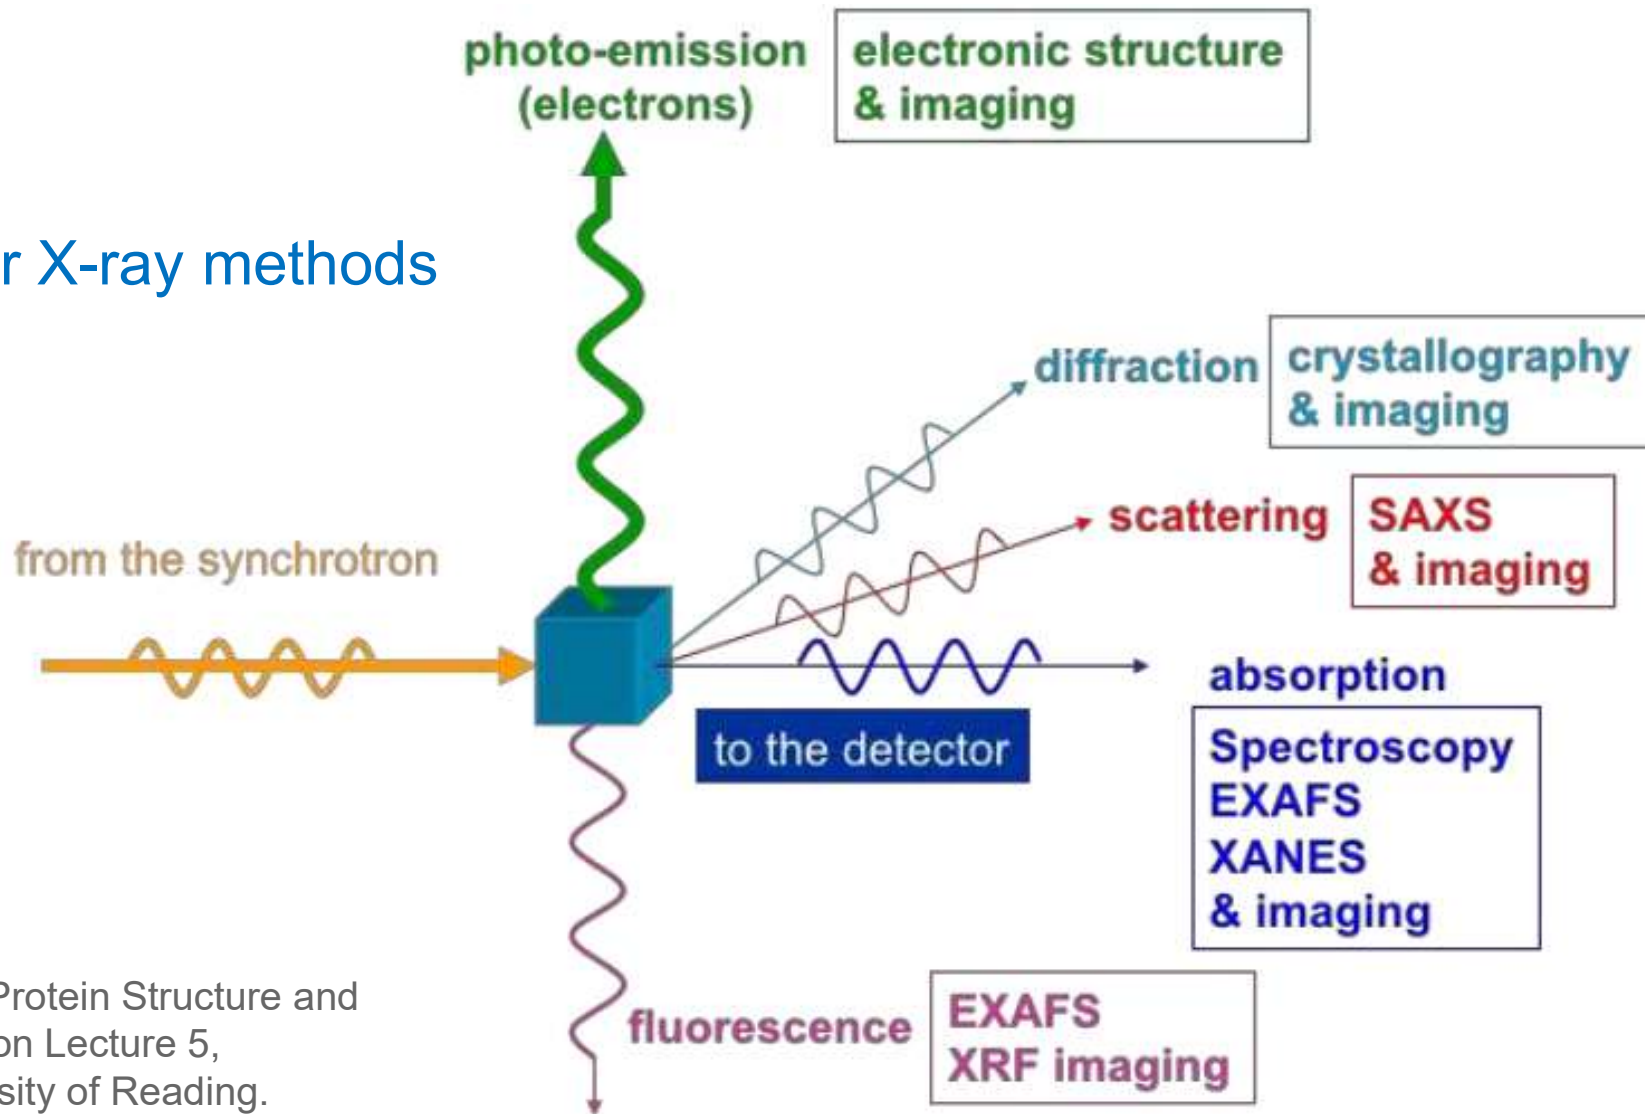 photo-emission
(electrons)
electronic structure
& imaging
r X-ray methods
diffraction
crystallography
& imaging
scattering
SAXS
& imaging
from the synchrotron
absorption
to the detector
Spectroscopy
EXAFS
XANES
& imaging
fluorescence
EXAFS
XRF imaging
Protein Structure and
on Lecture 5,
sity of Reading.